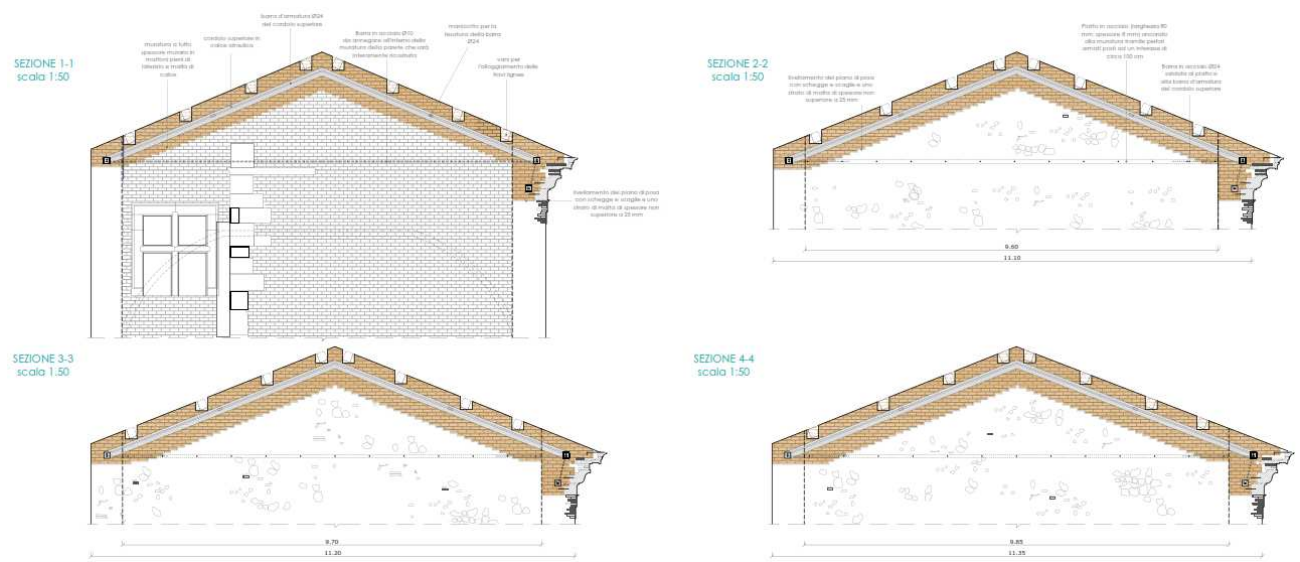 SEZIONE 1-1
scala 1:50
muratura a tutto
spessore murata in
mattoni pieni di
laterizio e malta di
calce
cordolo superiore in
calce idraulica
barra d'armatura Ø24
del cordolo superiore
Barra in acciaio Ø10
da annegare all'interno della
muratura della parete che sarà
interamente ricostruita
manicotto per la
tesatura della barra
Ø24
vani per
l'alloggiamento delle
travi lignee
livellamento del piano di posa
con schegge e scaglie e uno
strato di malta di spessore non
superiore a 25 mm
SEZIONE 2-2
scala 1:50
livellamento del piano di posa
con schegge e scaglie e uno
strato di malta di spessore non
superiore a 25 mm
Piatto in acciaio (larghezza 80
mm; spessore 8 mm) ancorato
alla muratura tramite perfori
armati posti ad un interasse di
circa 100 cm
Barra in acciaio Ø24
saldata al piatto e
alla barra d'armatura
del cordolo superiore
9.60
11.10
SEZIONE 3-3
scala 1:50
9.70
11.20
SEZIONE 4-4
scala 1:50
9.85
11.35